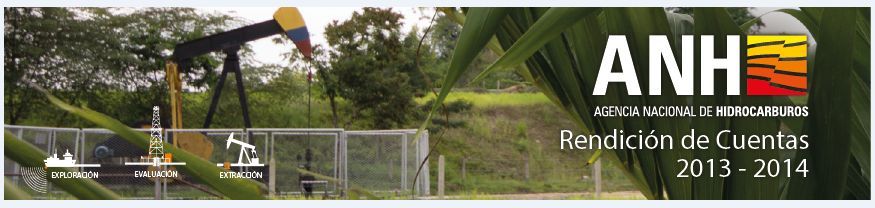 ANH
AGENCIA NACIONAL DE HIDROCARBUROS
Rendición de Cuentas
2013 - 2014
EXPLORACIÓN
EVALUACIÓN
EXTRACCIÓN